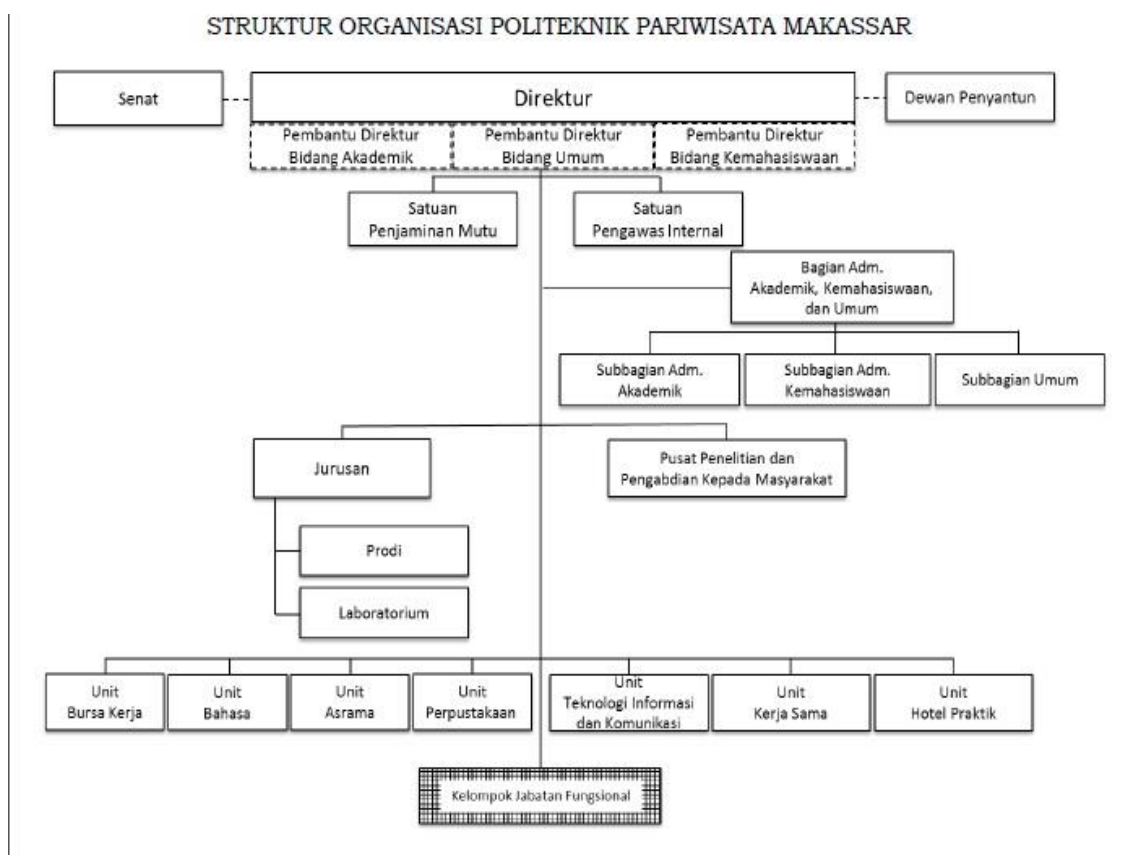 STRUKTUR ORGANISASI POLITEKNIK PARIWISATA MAKASSAR
Senat
Direktur
Dewan Penyantun
Pembantu Direktur
Bidang Akademik
Pembantu Direktur
Bidang Umum
Pembantu Direktur
Bidang Kemahasiswaan
Satuan
Penjaminan Mutu
Satuan
Pengawas Internal
Bagian Adm.
Akademik, Kemahasiswaan,
dan Umum
Subbagian Adm.
Akademik
Subbagian Adm.
Kemahasiswaan
Subbagian Umum
Jurusan
Pusat Penelitian dan
Pengabdian Kepada Masyarakat
Prodi
Laboratorium
Unit
Bursa Kerja
Unit
Bahasa
Unit
Asrama
Unit
Perpustakaan
Unit
Teknologi Informasi
dan Komunikasi
Unit
Kerja Sama
Unit
Hotel Praktik
Kelompok Jabatan Fungsional